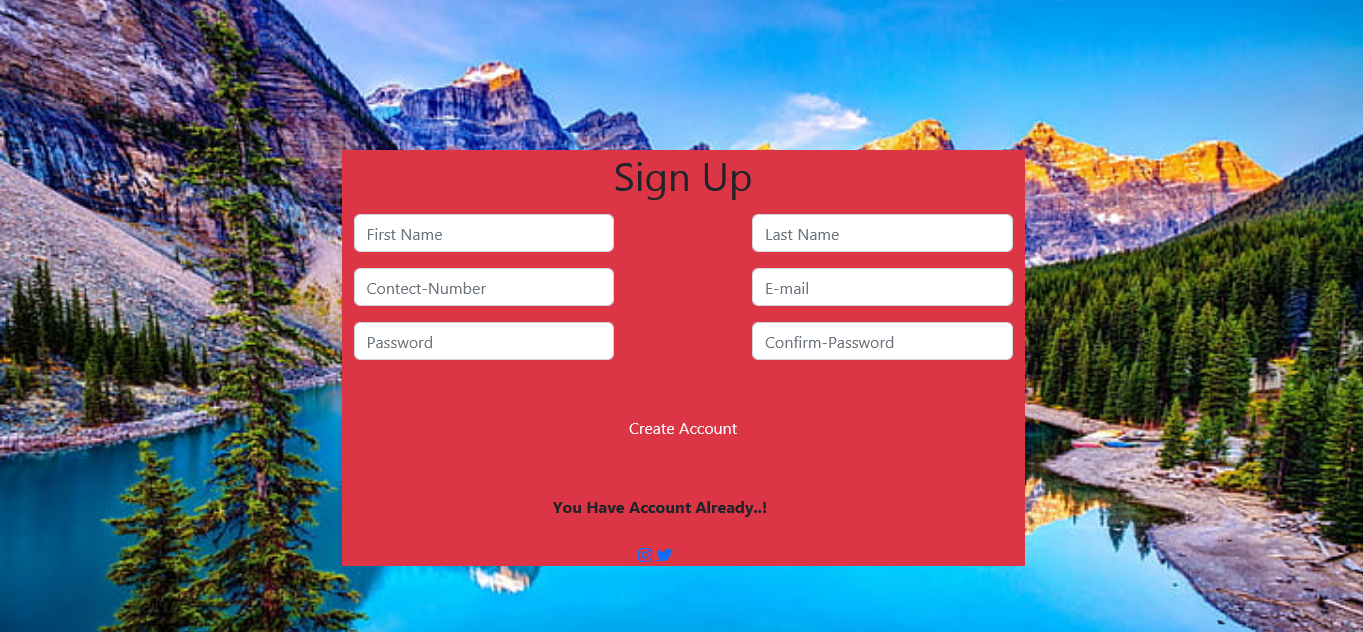 Sign Up
First Name Last Name
Contect-Number E-mail
Password Confirm-Password
Create Account
You Have Account Already..!